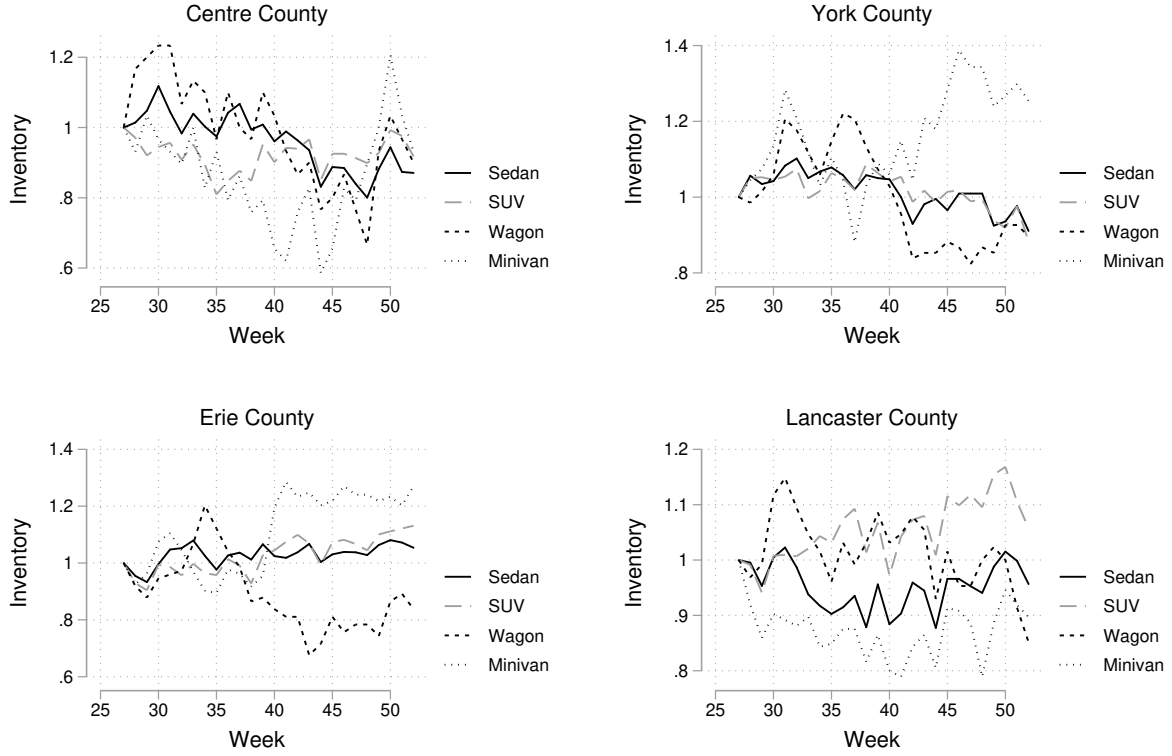 Centre County
Inventory
1.2
1
.8
.6
25 30 35 40 45 50
Week
Sedan
SUV
Wagon
Minivan
York County
Inventory
1.4
1.2
1
.8
25 30 35 40 45 50
Week
Sedan
SUV
Wagon
Minivan
Erie County
Inventory
1.4
1.2
1
.8
.6
25 30 35 40 45 50
Week
Sedan
SUV
Wagon
Minivan
Lancaster County
Inventory
1.2
1.1
1
.9
.8
25 30 35 40 45 50
Week
Sedan
SUV
Wagon
Minivan